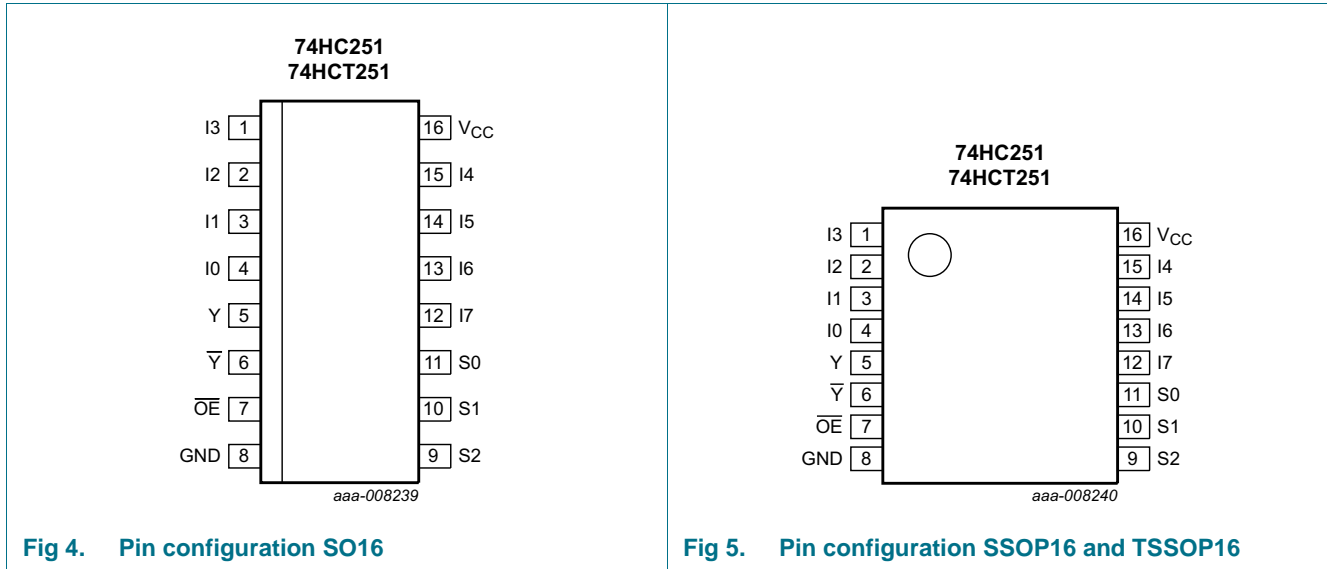 74HC251
74HCT251
I3 1 16 VCC
I2 2 15 I4
I1 3 14 I5
I0 4 13 I6
Y 5 12 I7
Y̅ 6 11 S0
O̅E̅ 7 10 S1
GND 8 9 S2
aaa-008239
Fig 4. Pin configuration SO16
74HC251
74HCT251
I3 1 16 VCC
I2 2 15 I4
I1 3 14 I5
I0 4 13 I6
Y 5 12 I7
Y̅ 6 11 S0
O̅E̅ 7 10 S1
GND 8 9 S2
aaa-008240
Fig 5. Pin configuration SSOP16 and TSSOP16